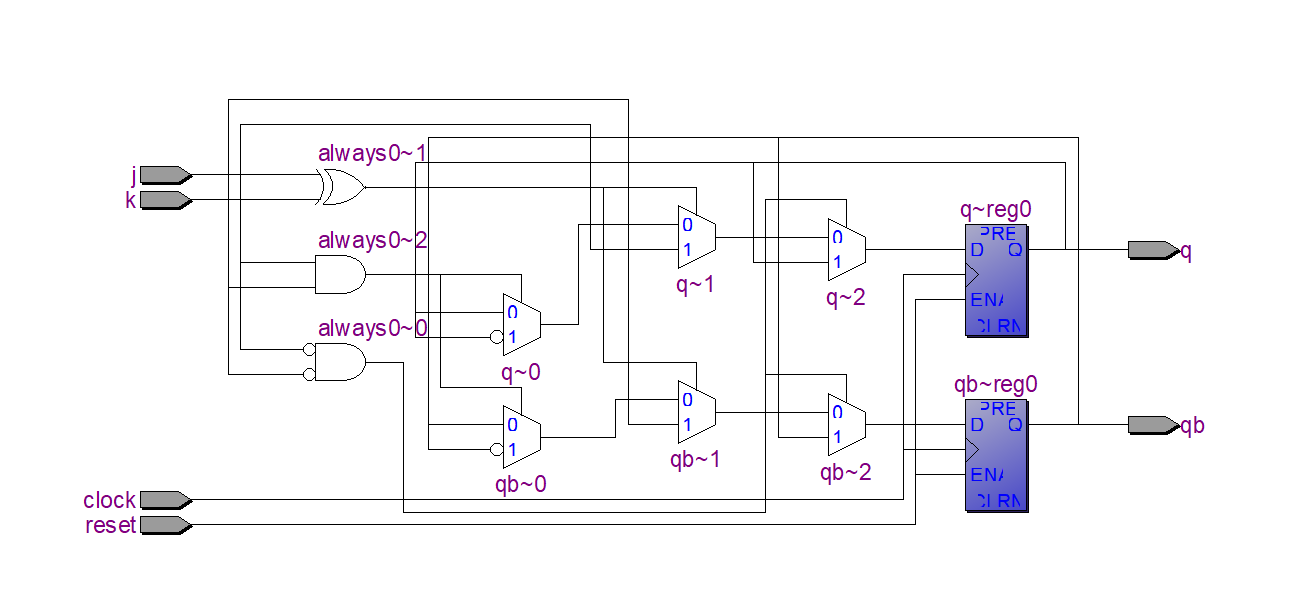 always0~1
j
k
always0~2
always0~0
0
1
q~0
0
1
qb~0
0
1
q~1
0
1
qb~1
0
1
q~2
0
1
qb~2
q~reg0
PRE
D
Q
ENA
CLRN
q
qb~reg0
PRE
D
Q
ENA
CLRN
qb
clock
reset